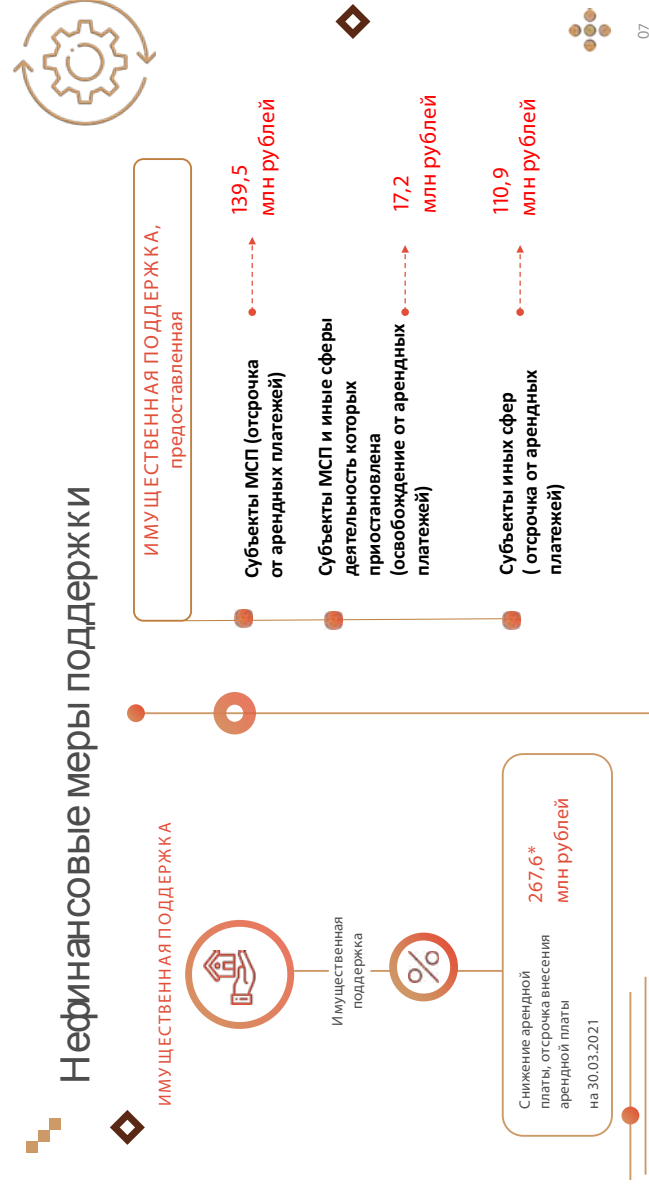 Нефинансовые меры поддержки
ИМУЩЕСТВЕННАЯ ПОДДЕРЖКА
Имущественная
поддержка
Снижение арендной
платы, отсрочка внесения
арендной платы
на 30.03.2021
267,6*
млн рублей
ИМУЩЕСТВЕННАЯ ПОДДЕРЖКА,
предоставленная
Субъекты МСП (отсрочка
от арендных платежей)
139,5
млн рублей
Субъекты МСП и иные сферы
деятельность которых
приостановлена
(освобождение от арендных
платежей)
17,2
млн рублей
Субъекты иных сфер
( отсрочка от арендных
платежей)
110,9
млн рублей
07